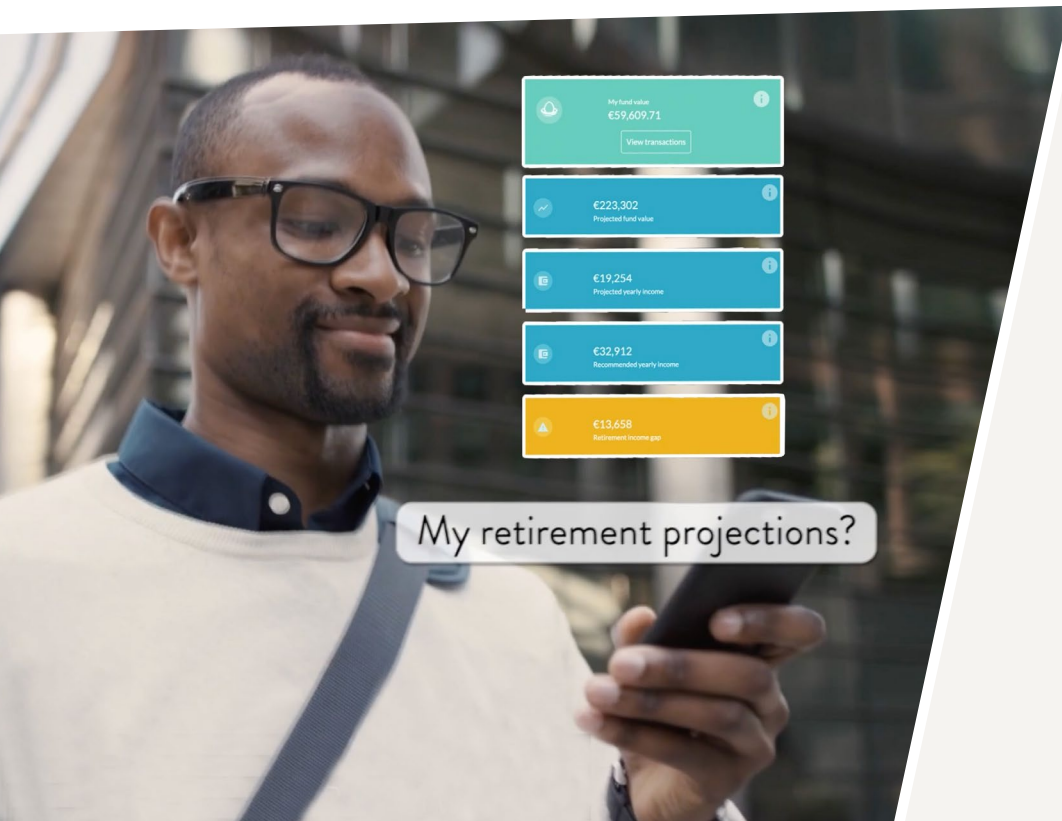 My fund value
€59,609.71
View transactions
€223,302
Projected fund value
€19,254
Projected yearly income
€32,912
Recommended yearly income
€13,658
Retirement income gap
My retirement projections?